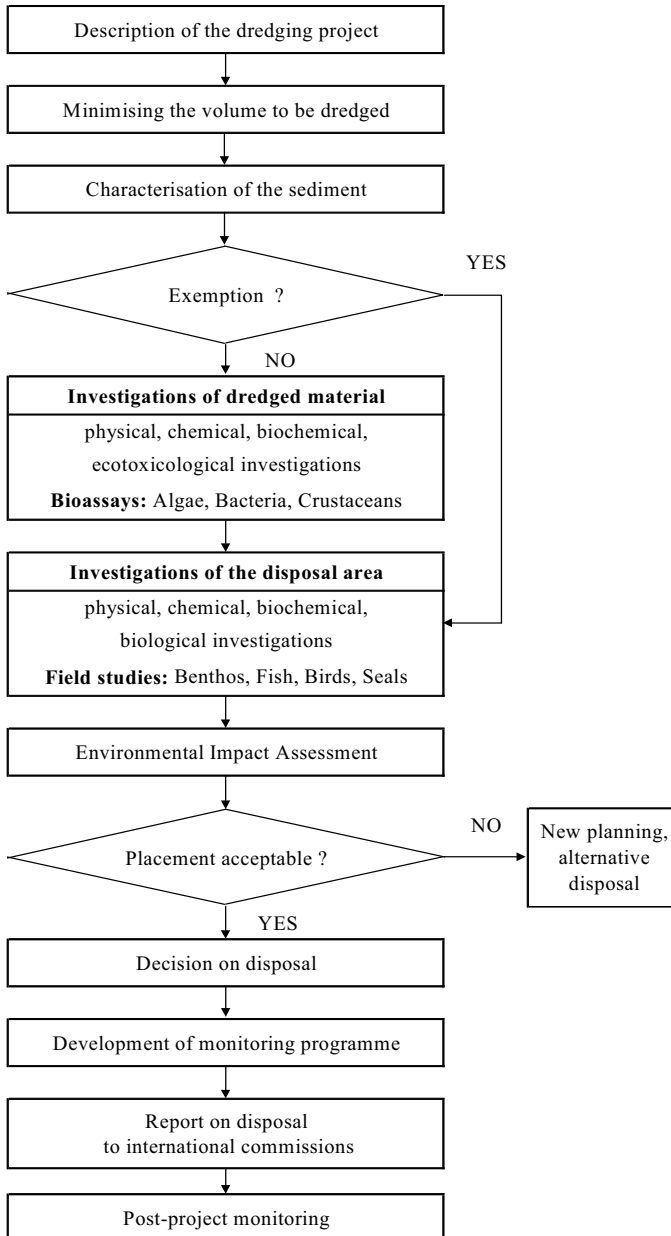 Description of the dredging project
Minimising the volume to be dredged
Characterisation of the sediment
YES
Exemption ?
NO
Investigations of dredged material
physical, chemical, biochemical,
ecotoxicological investigations
Bioassays: Algae, Bacteria, Crustaceans
Investigations of the disposal area
physical, chemical, biochemical,
biological investigations
Field studies: Benthos, Fish, Birds, Seals
Environmental Impact Assessment
NO
Placement acceptable ?
New planning,
alternative
disposal
YES
Decision on disposal
Development of monitoring programme
Report on disposal
to international commissions
Post-project monitoring